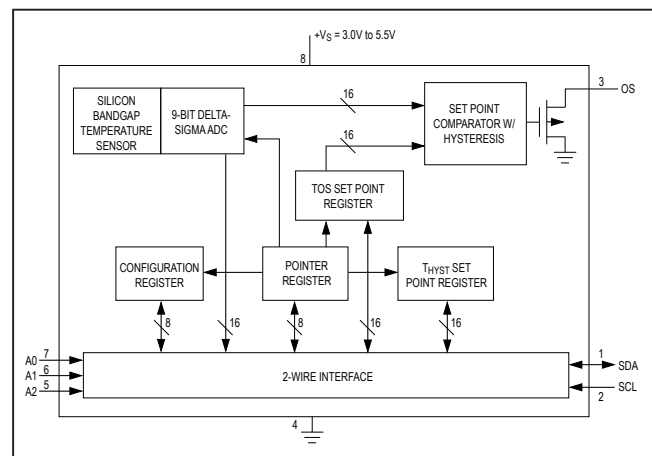 +VS = 3.0V to 5.5V
8
16
3
OS
SILICON
BANDGAP
TEMPERATURE
SENSOR
9-BIT DELTA-
SIGMA ADC
SET POINT
COMPARATOR W/
HYSTERESIS
16
TOS SET POINT
REGISTER
CONFIGURATION
REGISTER
POINTER
REGISTER
THYST SET
POINT REGISTER
8
16
8
16
16
A0
7
A1
6
A2
5
2-WIRE INTERFACE
1
SDA
SCL
2
4